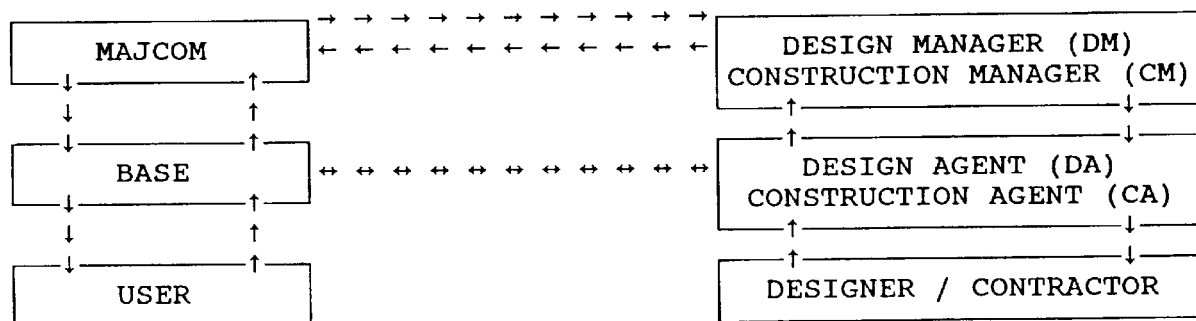 MAJCOM
DESIGN MANAGER (DM)
CONSTRUCTION MANAGER (CM)
BASE
DESIGN AGENT (DA)
CONSTRUCTION AGENT (CA)
USER
DESIGNER / CONTRACTOR